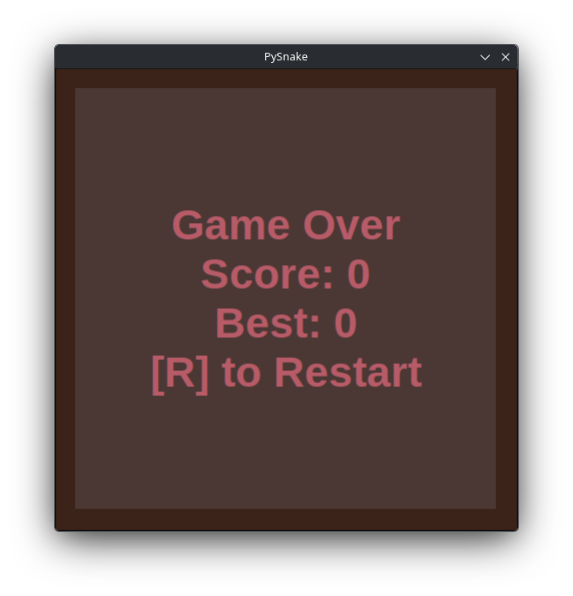 PySnake
Game Over
Score: 0
Best: 0
[R] to Restart